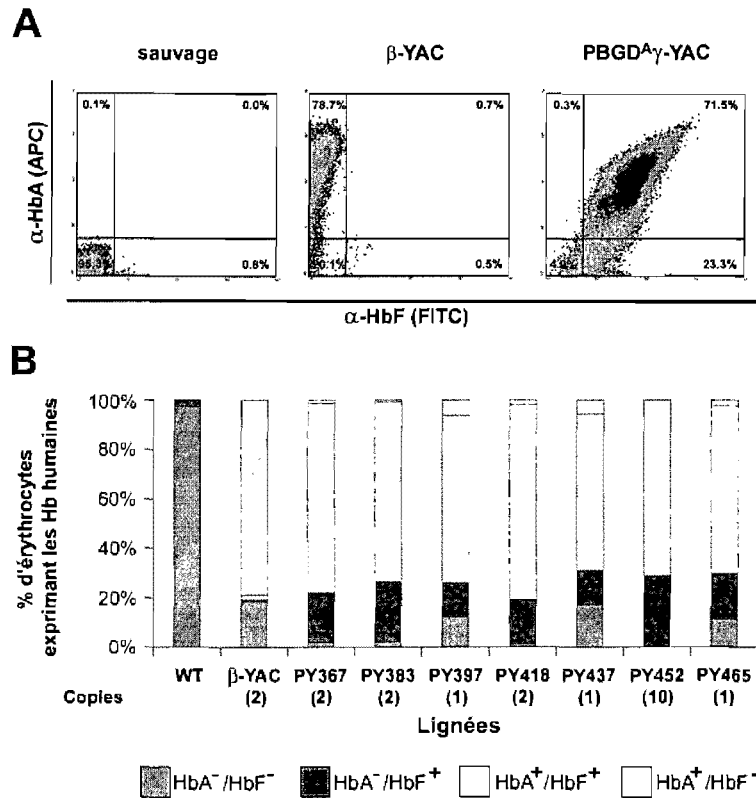 A
sauvage
β-YAC
PBGDᴬγ-YAC
0.1%
0.0%
0.8%
78.7%
0.7%
0.5%
0.3%
71.5%
23.3%
α-HbA (APC)
α-HbF (FITC)
B
% d'érythrocytes
exprimant les Hb humaines
100%
80%
60%
40%
20%
0%
WT β-YAC PY367 PY383 PY397 PY418 PY437 PY452 PY465
Copies (2) (2) (2) (1) (2) (1) (10) (1)
Lignées
HbA⁻/HbF⁻ HbA⁻/HbF⁺ HbA⁺/HbF⁺ HbA⁺/HbF⁻